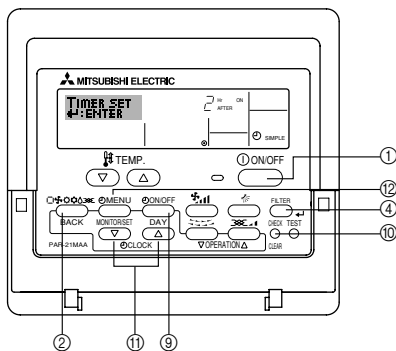 MITSUBISHI ELECTRIC
TIMER SET
↵:ENTER
2 Hr ON
AFTER
SIMPLE
TEMP.
ON/OFF
①
MENU
ON/OFF
FILTER
⑫
④
BACK
MONITOR/SET
DAY
CHECK TEST
⑩
PAR-21MAA
CLOCK
OPERATION
CLEAR
②
⑪
⑨